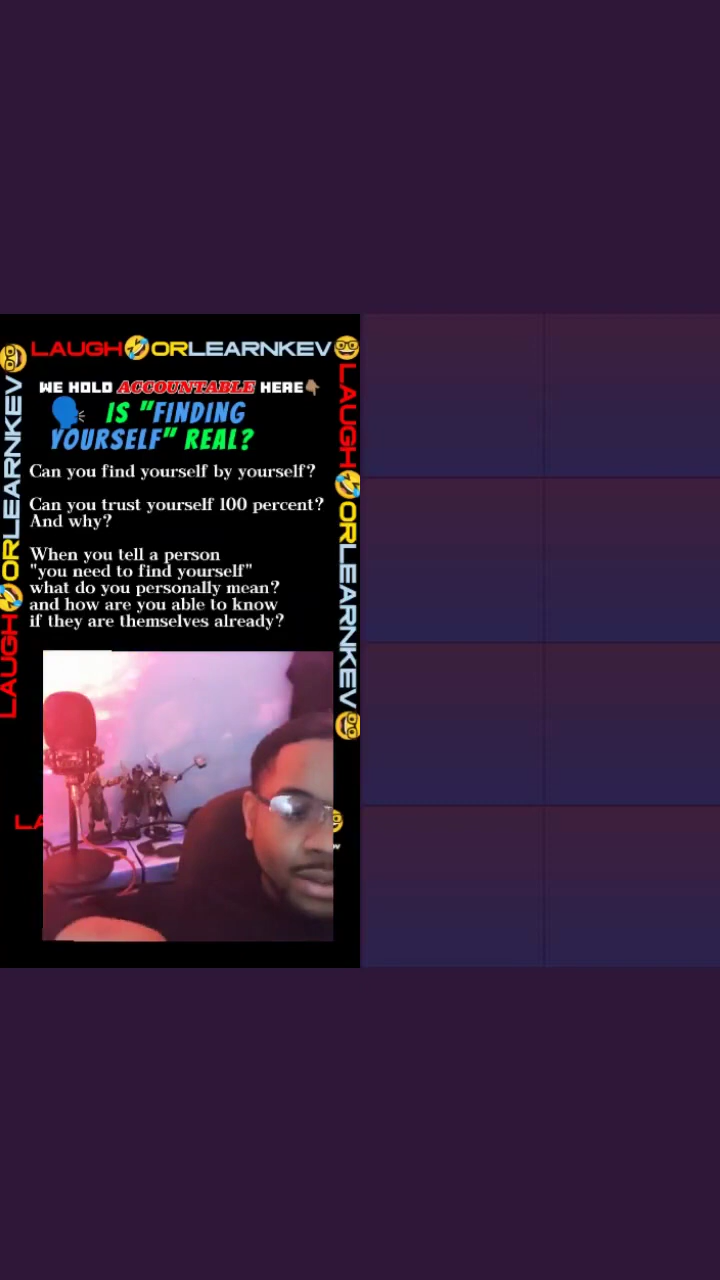 LAUGH🤣ORLEARNKEV🤓
WE HOLD ACCOUNTABLE HERE👇🏽
🗣️ IS "FINDING
YOURSELF" REAL?
Can you find yourself by yourself?
Can you trust yourself 100 percent?
And why?
When you tell a person
"you need to find yourself"
what do you personally mean?
and how are you able to know
if they are themselves already?
LAUGH🤣ORLEARNKEV🤓
LAUGH🤣ORLEARNKEV🤓
LA